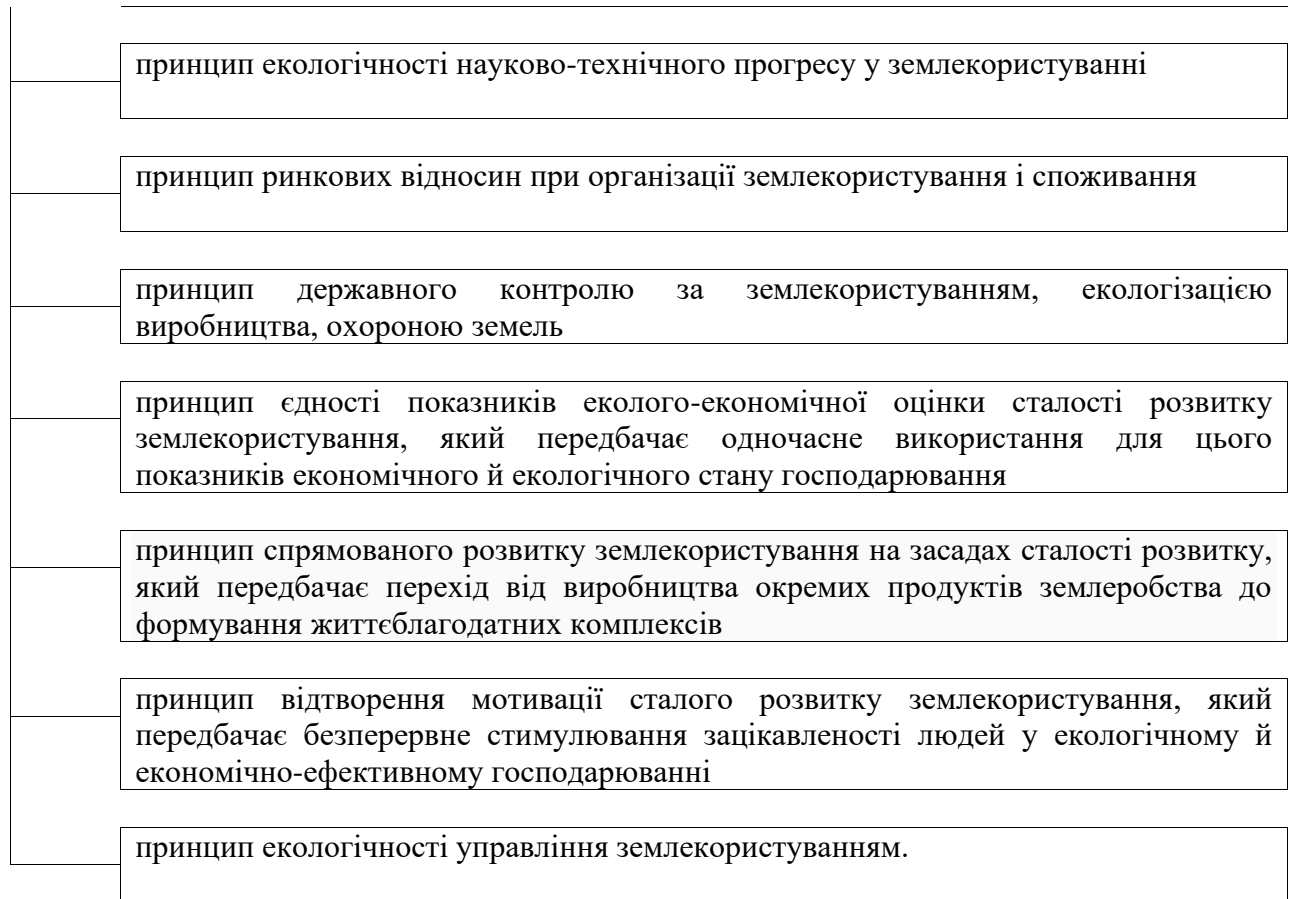 принцип екологічності науково-технічного прогресу у землекористуванні
принцип ринкових відносин при організації землекористування і споживання
принцип державного контролю за землекористуванням, екологізацією
виробництва, охороною земель
принцип єдності показників еколого-економічної оцінки сталості розвитку
землекористування, який передбачає одночасне використання для цього
показників економічного й екологічного стану господарювання
принцип спрямованого розвитку землекористування на засадах сталості розвитку,
який передбачає перехід від виробництва окремих продуктів землеробства до
формування життєблагодатних комплексів
принцип відтворення мотивації сталого розвитку землекористування, який
передбачає безперервне стимулювання зацікавленості людей у екологічному й
економічно-ефективному господарюванні
принцип екологічності управління землекористуванням.